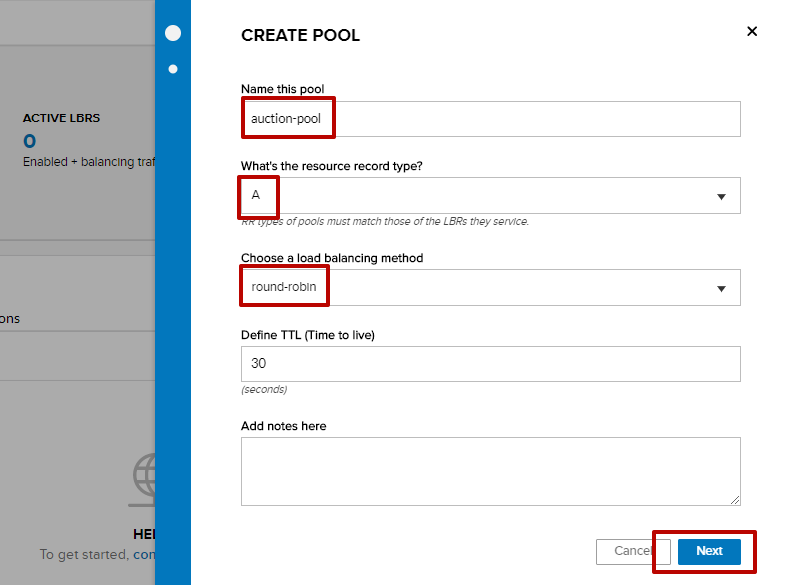 CREATE POOL
Name this pool
auction-pool
What's the resource record type?
A
RR types of pools must match those of the LBRs they service.
Choose a load balancing method
round-robin
Define TTL (Time to live)
30
(seconds)
Add notes here
Cancel
Next
ACTIVE LBRS
0
Enabled + balancing traf
ons
HE
To get started, con